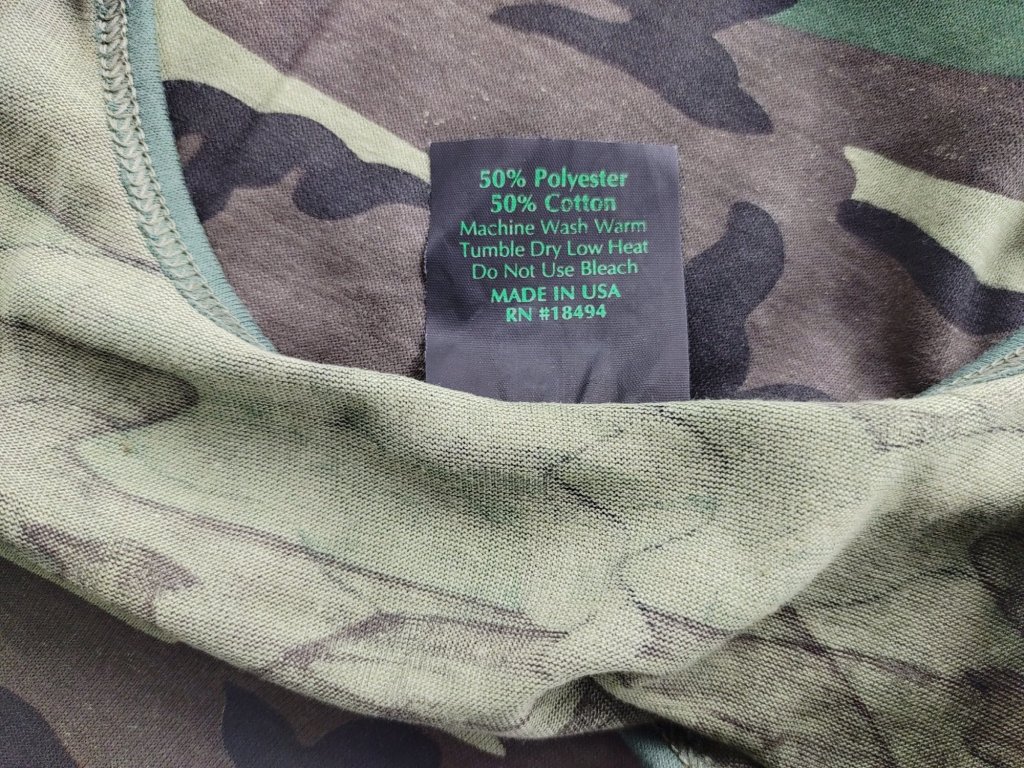 50% Polyester
50% Cotton
Machine Wash Warm
Tumble Dry Low Heat
Do Not Use Bleach
MADE IN USA
RN #18494